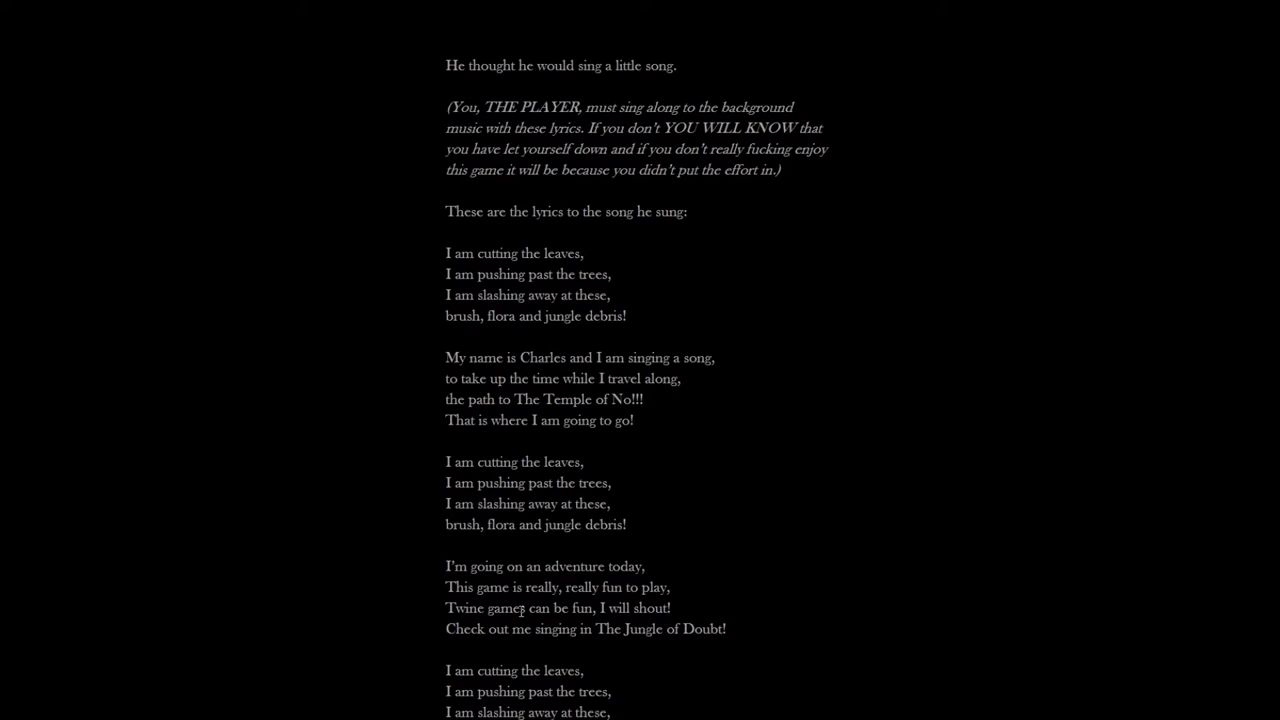 He thought he would sing a little song.
(You, THE PLAYER, must sing along to the background
music with these lyrics. If you don't YOU WILL KNOW that
you have let yourself down and if you don't really fucking enjoy
this game it will be because you didn't put the effort in.)
These are the lyrics to the song he sung:
I am cutting the leaves,
I am pushing past the trees,
I am slashing away at these,
brush, flora and jungle debris!
My name is Charles and I am singing a song,
to take up the time while I travel along,
the path to The Temple of No!!!
That is where I am going to go!
I am cutting the leaves,
I am pushing past the trees,
I am slashing away at these,
brush, flora and jungle debris!
I'm going on an adventure today,
This game is really, really fun to play,
Twine games can be fun, I will shout!
Check out me singing in The Jungle of Doubt!
I am cutting the leaves,
I am pushing past the trees,
I am slashing away at these,